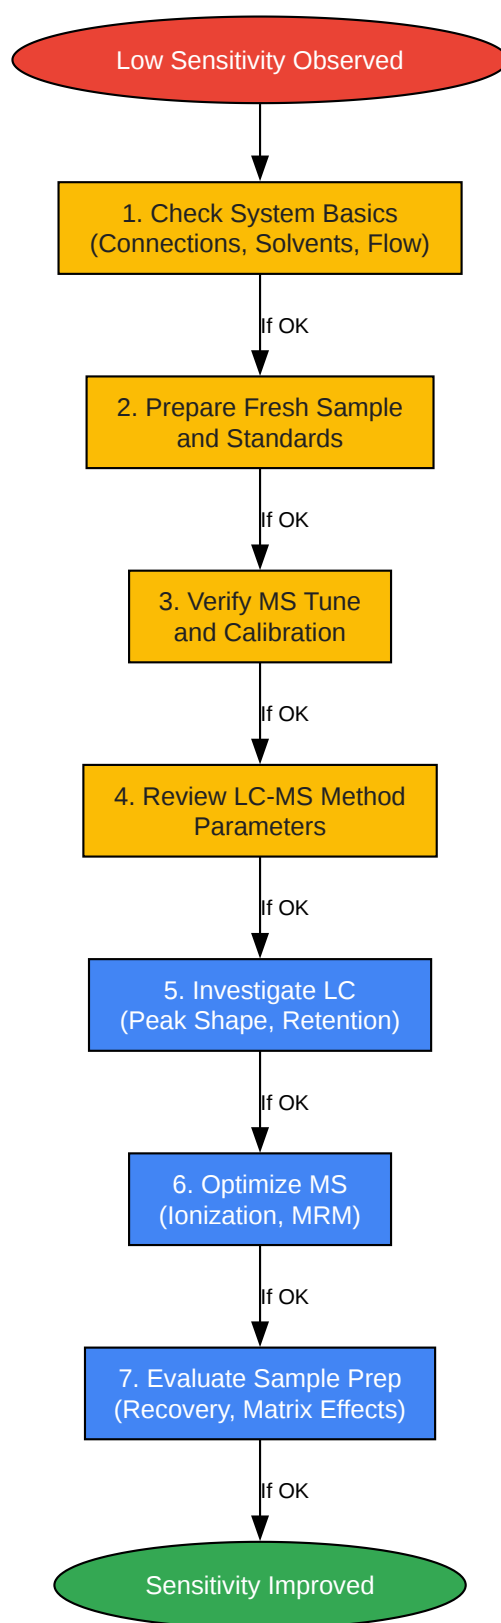 Low Sensitivity Observed
1. Check System Basics
(Connections, Solvents, Flow)
If OK
2. Prepare Fresh Sample
and Standards
If OK
3. Verify MS Tune
and Calibration
If OK
4. Review LC-MS Method
Parameters
If OK
5. Investigate LC
(Peak Shape, Retention)
If OK
6. Optimize MS
(Ionization, MRM)
If OK
7. Evaluate Sample Prep
(Recovery, Matrix Effects)
If OK
Sensitivity Improved